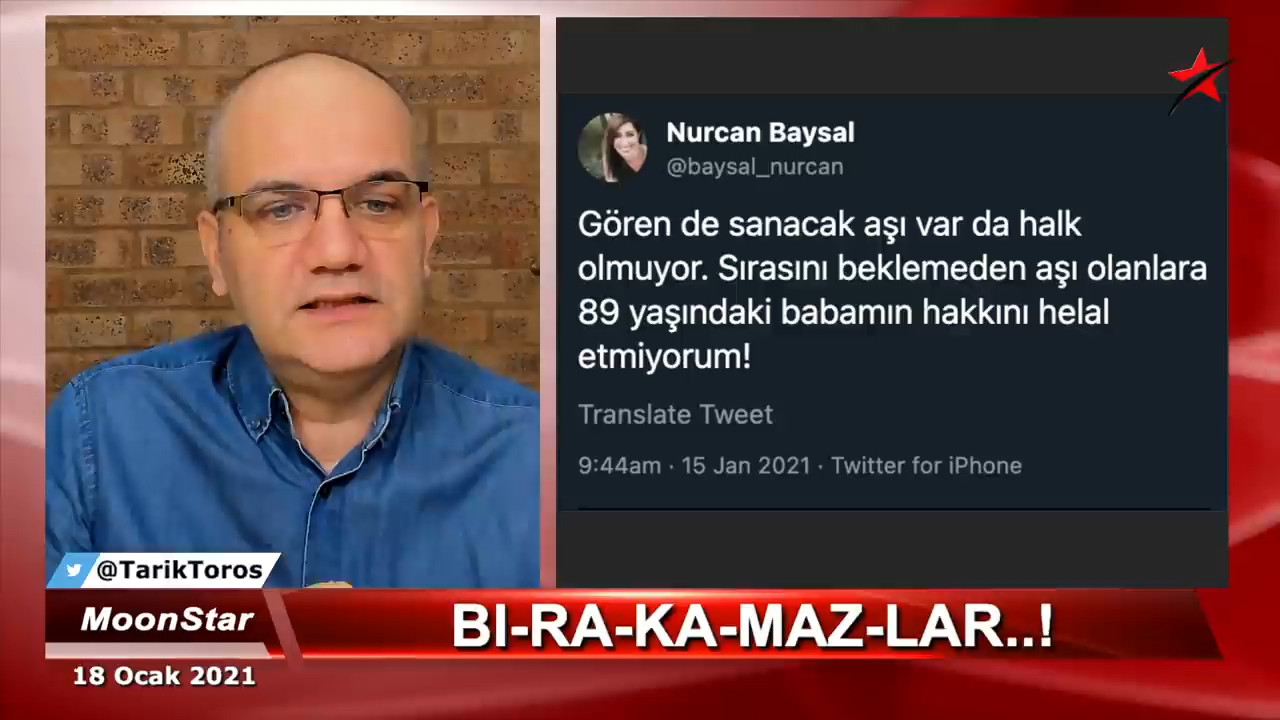 Nurcan Baysal
@baysal_nurcan
Gören de sanacak aşı var da halk
olmuyor. Sırasını beklemeden aşı olanlara
89 yaşındaki babamın hakkını helal
etmiyorum!
Translate Tweet
9:44am · 15 Jan 2021 · Twitter for iPhone
@TarikToros
MoonStar
BI-RA-KA-MAZ-LAR..!
18 Ocak 2021